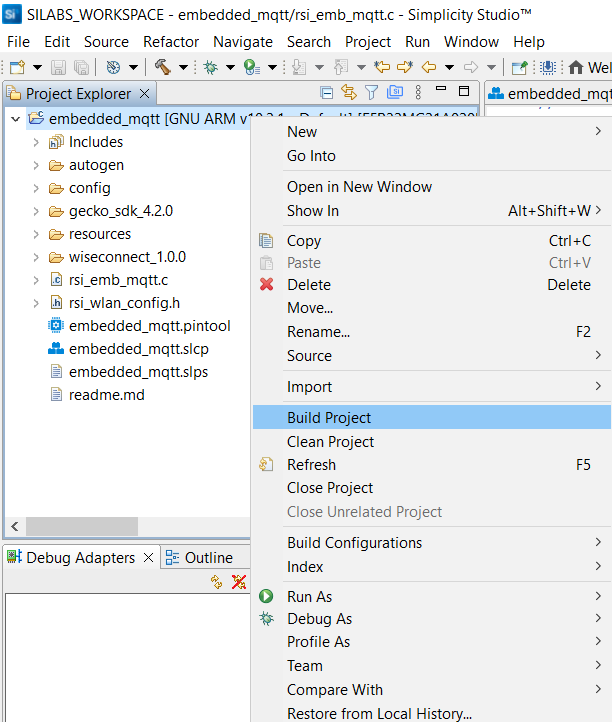 Si SILABS_WORKSPACE - embedded_mqtt/rsi_emb_mqtt.c - Simplicity Studio™
File Edit Source Refactor Navigate Search Project Run Window Help
Wel
Project Explorer
embedded_mqtt [GNU ARM
embedded_mqt
Includes
autogen
config
gecko_sdk_4.2.0
resources
wiseconnect_1.0.0
rsi_emb_mqtt.c
rsi_wlan_config.h
embedded_mqtt.pintool
embedded_mqtt.slcp
embedded_mqtt.slps
readme.md
New
Go Into
Open in New Window
Show In Alt+Shift+W
Copy Ctrl+C
Paste Ctrl+V
Delete Delete
Move...
Rename... F2
Source
Import
Build Project
Clean Project
Refresh F5
Close Project
Close Unrelated Project
Build Configurations
Index
Run As
Debug As
Profile As
Team
Compare With
Restore from Local History...
Debug Adapters Outline